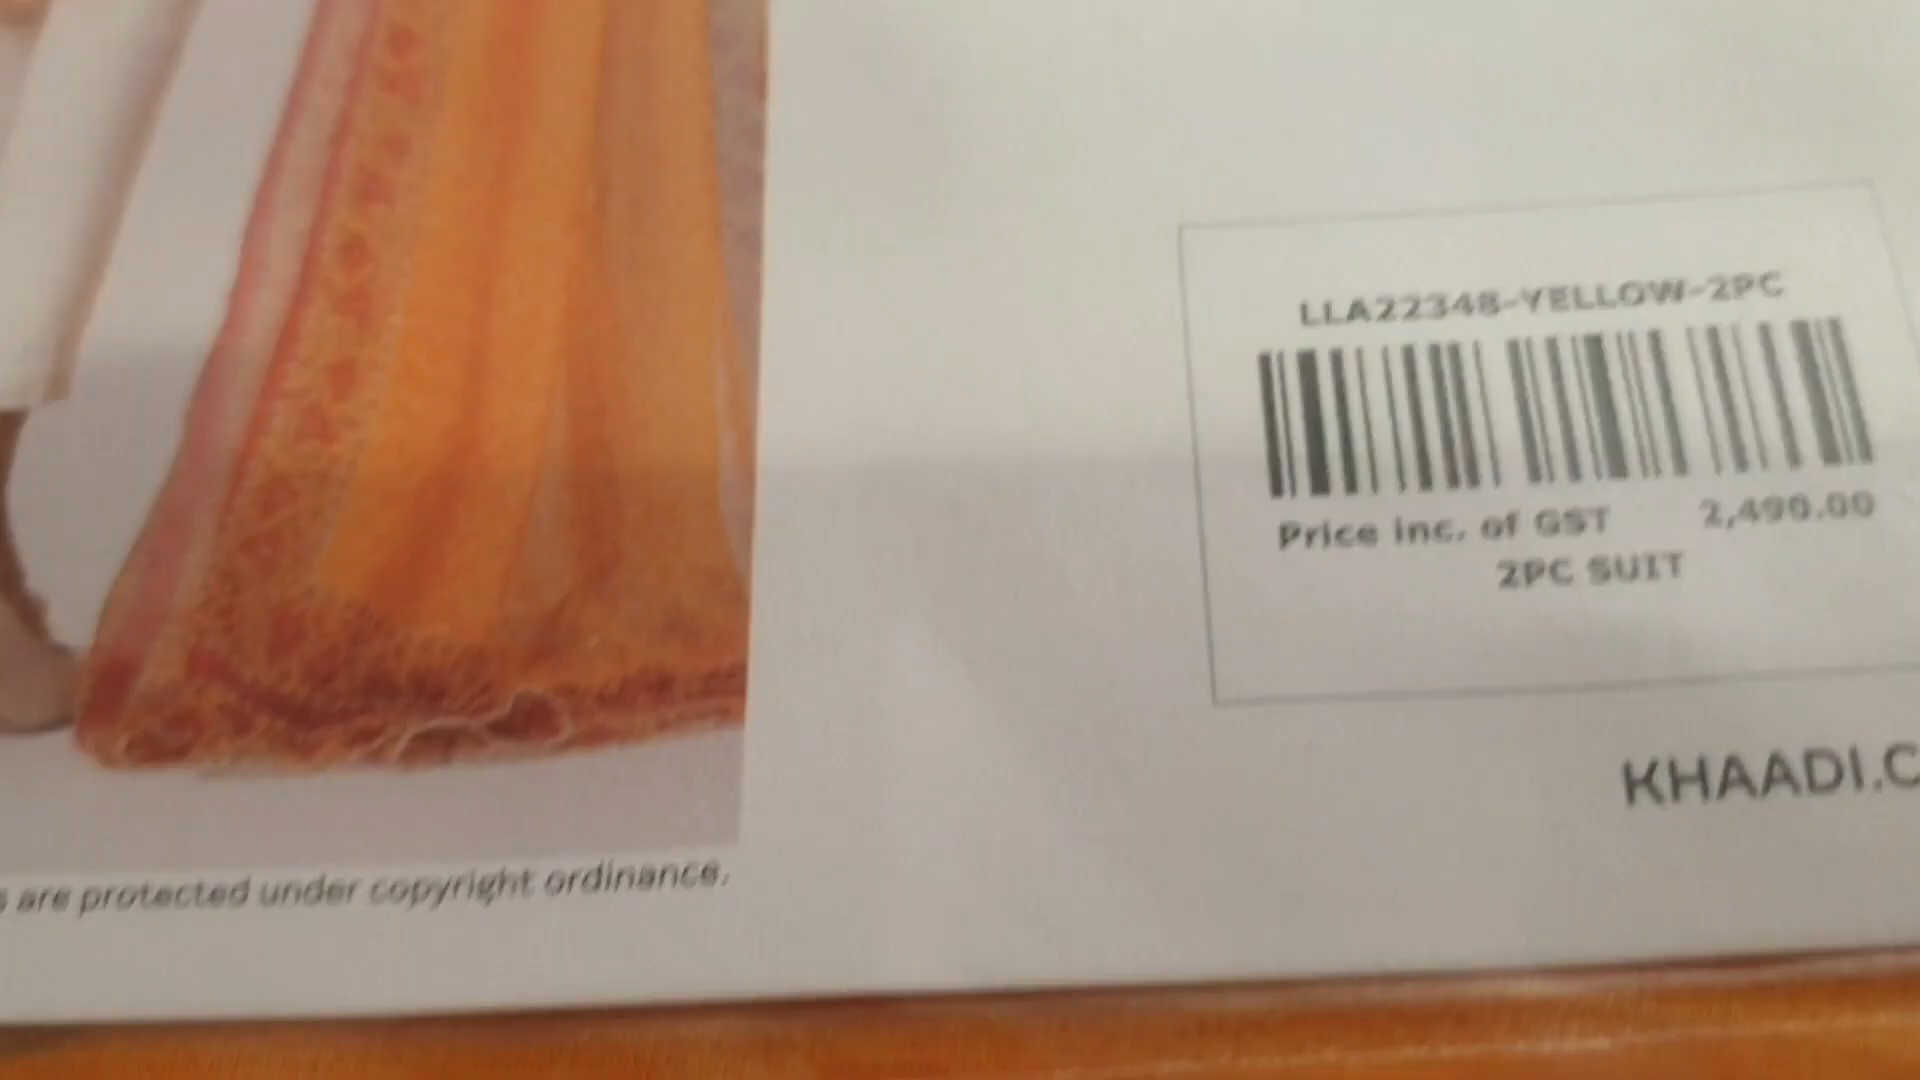 LLA22348-YELLOW-2PC
Price inc. of GST 2,490.00
2PC SUIT
KHAADI.C
s are protected under copyright ordinance.